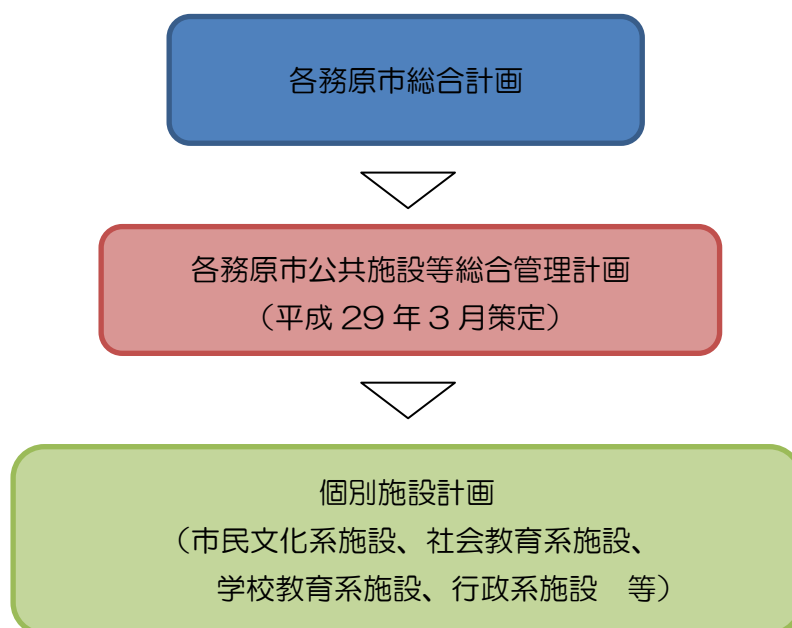 各務原市総合計画
各務原市公共施設等総合管理計画
（平成 29 年 3 月策定）
個別施設計画
（市民文化系施設、社会教育系施設、
学校教育系施設、行政系施設　等）